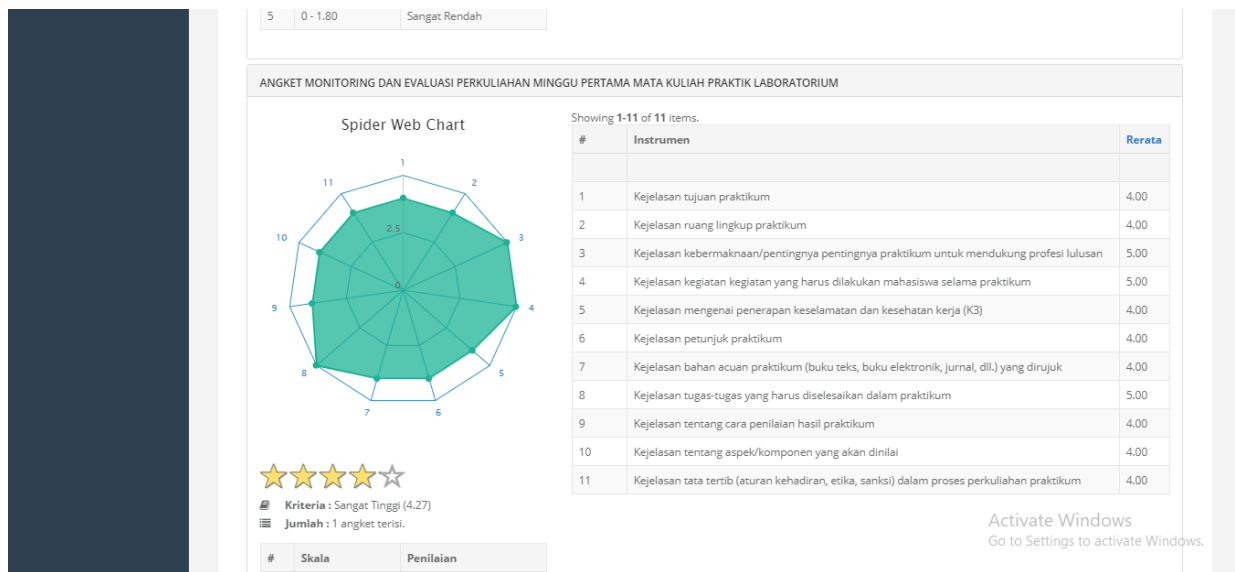 5 0 - 1.80 Sangat Rendah
ANGKET MONITORING DAN EVALUASI PERKULIAHAN MINGGU PERTAMA MATA KULIAH PRAKTIK LABORATORIUM
Spider Web Chart
1
2
3
4
5
6
7
8
9
10
11
2.5
0
Kriteria : Sangat Tinggi (4.27)
Jumlah : 1 angket terisi.
# Skala Penilaian
Showing 1-11 of 11 items.
# Instrumen Rerata
1 Kejelasan tujuan praktikum 4.00
2 Kejelasan ruang lingkup praktikum 4.00
3 Kejelasan kebermaknaan/pentingnya pentingnya praktikum untuk mendukung profesi lulusan 5.00
4 Kejelasan kegiatan kegiatan yang harus dilakukan mahasiswa selama praktikum 5.00
5 Kejelasan mengenai penerapan keselamatan dan kesehatan kerja (K3) 4.00
6 Kejelasan petunjuk praktikum 4.00
7 Kejelasan bahan acuan praktikum (buku teks, buku elektronik, jurnal, dll.) yang dirujuk 4.00
8 Kejelasan tugas-tugas yang harus diselesaikan dalam praktikum 5.00
9 Kejelasan tentang cara penilaian hasil praktikum 4.00
10 Kejelasan tentang aspek/komponen yang akan dinilai 4.00
11 Kejelasan tata tertib (aturan kehadiran, etika, sanksi) dalam proses perkuliahan praktikum 4.00
Activate Windows
Go to Settings to activate Windows.